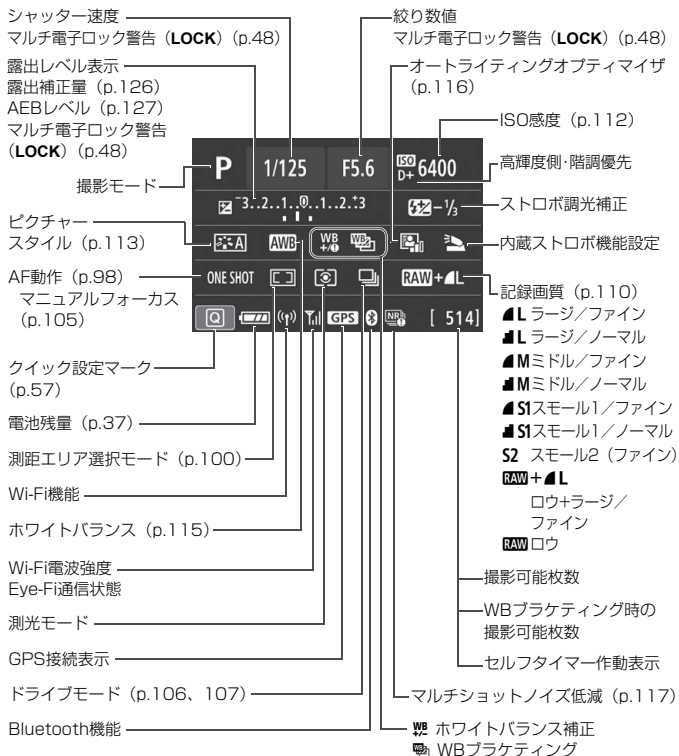 シャッター速度
マルチ電子ロック警告（LOCK）(p.48)
絞り数値
マルチ電子ロック警告（LOCK）(p.48)
露出レベル表示
露出補正量（p.126）
AEBレベル（p.127）
マルチ電子ロック警告
（LOCK）(p.48)
撮影モード
オートライティングオプティマイザ
（p.116）
ISO感度（p.112）
高輝度側・階調優先
ストロボ調光補正
内蔵ストロボ機能設定
P 1/125 F5.6 ISO D+ 6400
-3..2..1..0..1..2.:+3 -1/3
A AWB WB +/- WB
ONE SHOT RAW+L
Q GPS NR [ 514]
ピクチャー
スタイル（p.113）
AF動作（p.98）
マニュアルフォーカス
（p.105）
クイック設定マーク
(p.57)
電池残量（p.37）
測距エリア選択モード（p.100）
Wi-Fi機能
ホワイトバランス（p.115）
Wi-Fi電波強度
Eye-Fi通信状態
測光モード
GPS接続表示
ドライブモード（p.106、107）
Bluetooth機能
記録画質（p.110）
L ラージ／ファイン
L ラージ／ノーマル
M ミドル／ファイン
M ミドル／ノーマル
S1 スモール1／ファイン
S1 スモール1／ノーマル
S2 スモール2（ファイン）
RAW+L
ロウ+ラージ／
ファイン
RAW ロウ
撮影可能枚数
WBブラケティング時の
撮影可能枚数
セルフタイマー作動表示
マルチショットノイズ低減（p.117）
WB +/- ホワイトバランス補正
WB WBブラケティング